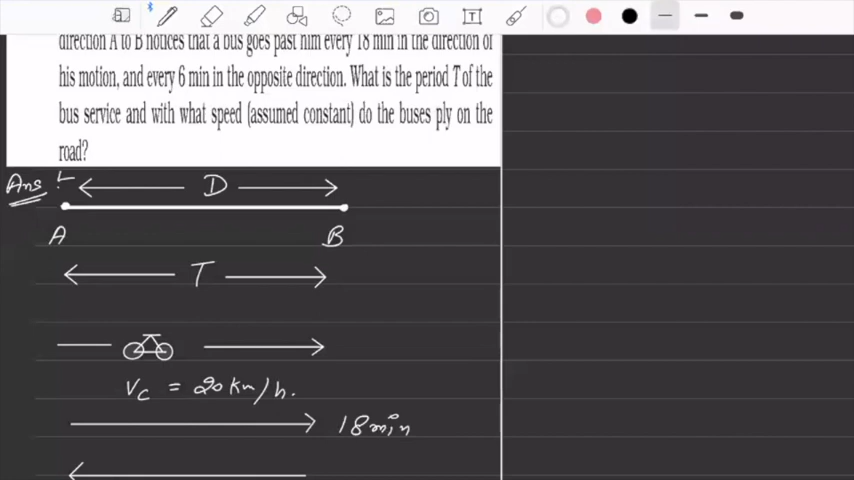 direction A to B notices that a bus goes past him every 18 min in the direction of
his motion, and every 6 min in the opposite direction. What is the period T of the
bus service and with what speed (assumed constant) do the buses ply on the
road?
Ans :-
D
A B
T
Vc = 20 km/h.
18 min